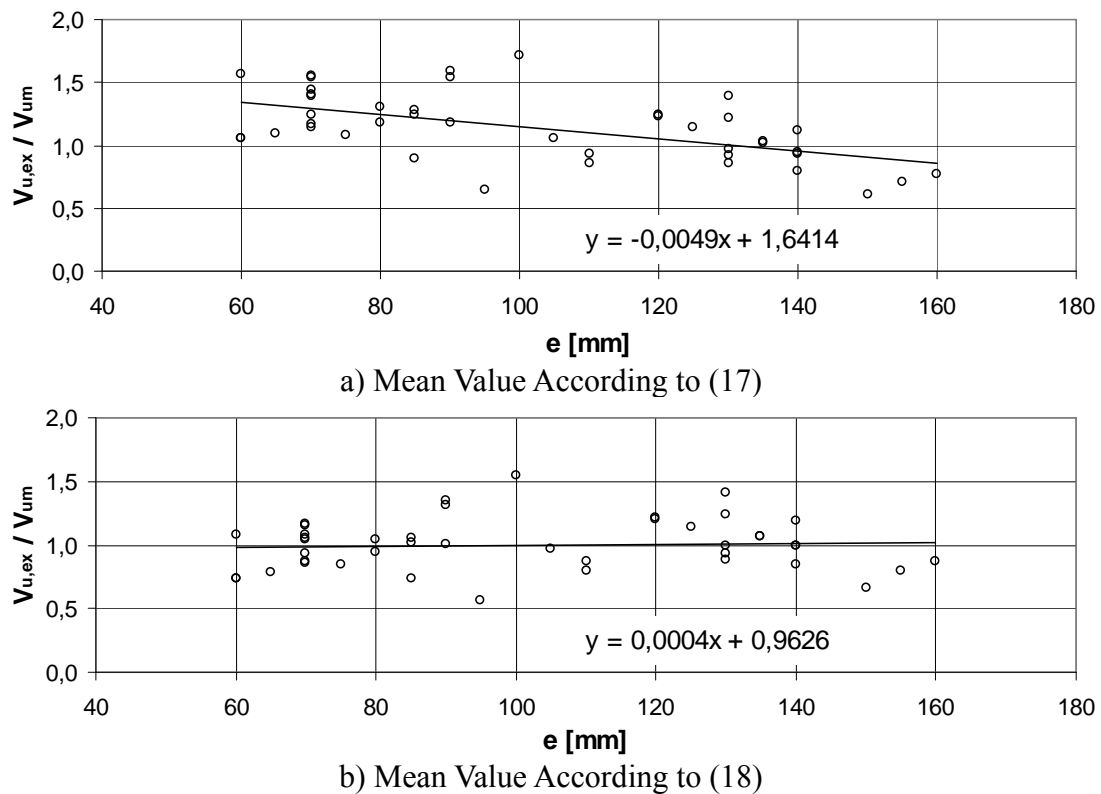 2,0
1,5
1,0
0,5
0,0
Vu,ex / Vum
y = -0,0049x + 1,6414
40 60 80 100 120 140 160 180
e [mm]
a) Mean Value According to (17)
2,0
1,5
1,0
0,5
0,0
Vu,ex / Vum
y = 0,0004x + 0,9626
40 60 80 100 120 140 160 180
e [mm]
b) Mean Value According to (18)